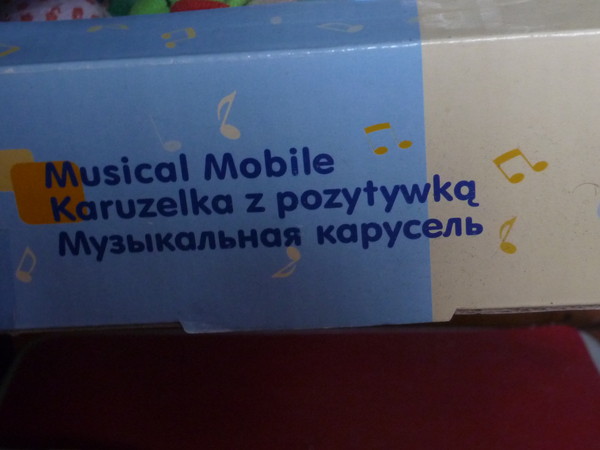 Musical Mobile
Karuzelka z pozytywką
Музыкальная карусель